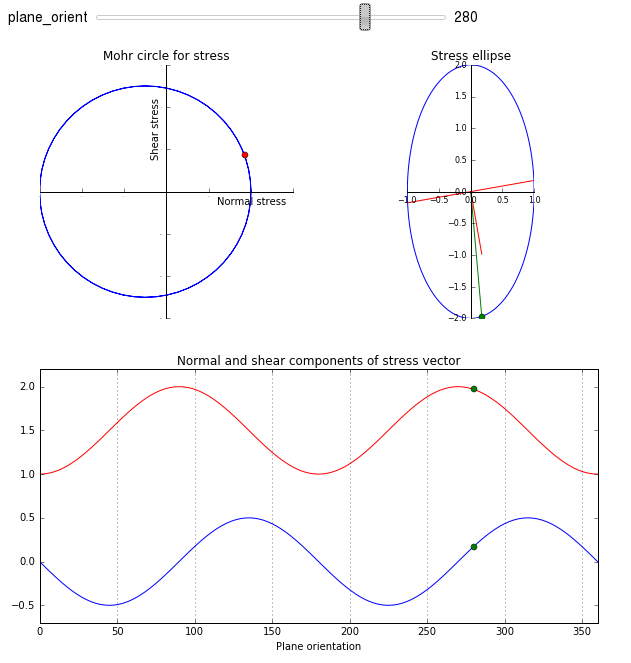 plane_orient 280
Mohr circle for stress
Shear stress
Normal stress
Stress ellipse
2.0
1.5
1.0
0.5
0.0
−0.5
−1.0
−1.5
−2.0
−1.0 −0.5 0.0 0.5 1.0
Normal and shear components of stress vector
2.0
1.5
1.0
0.5
0.0
−0.5
0 50 100 150 200 250 300 350
Plane orientation